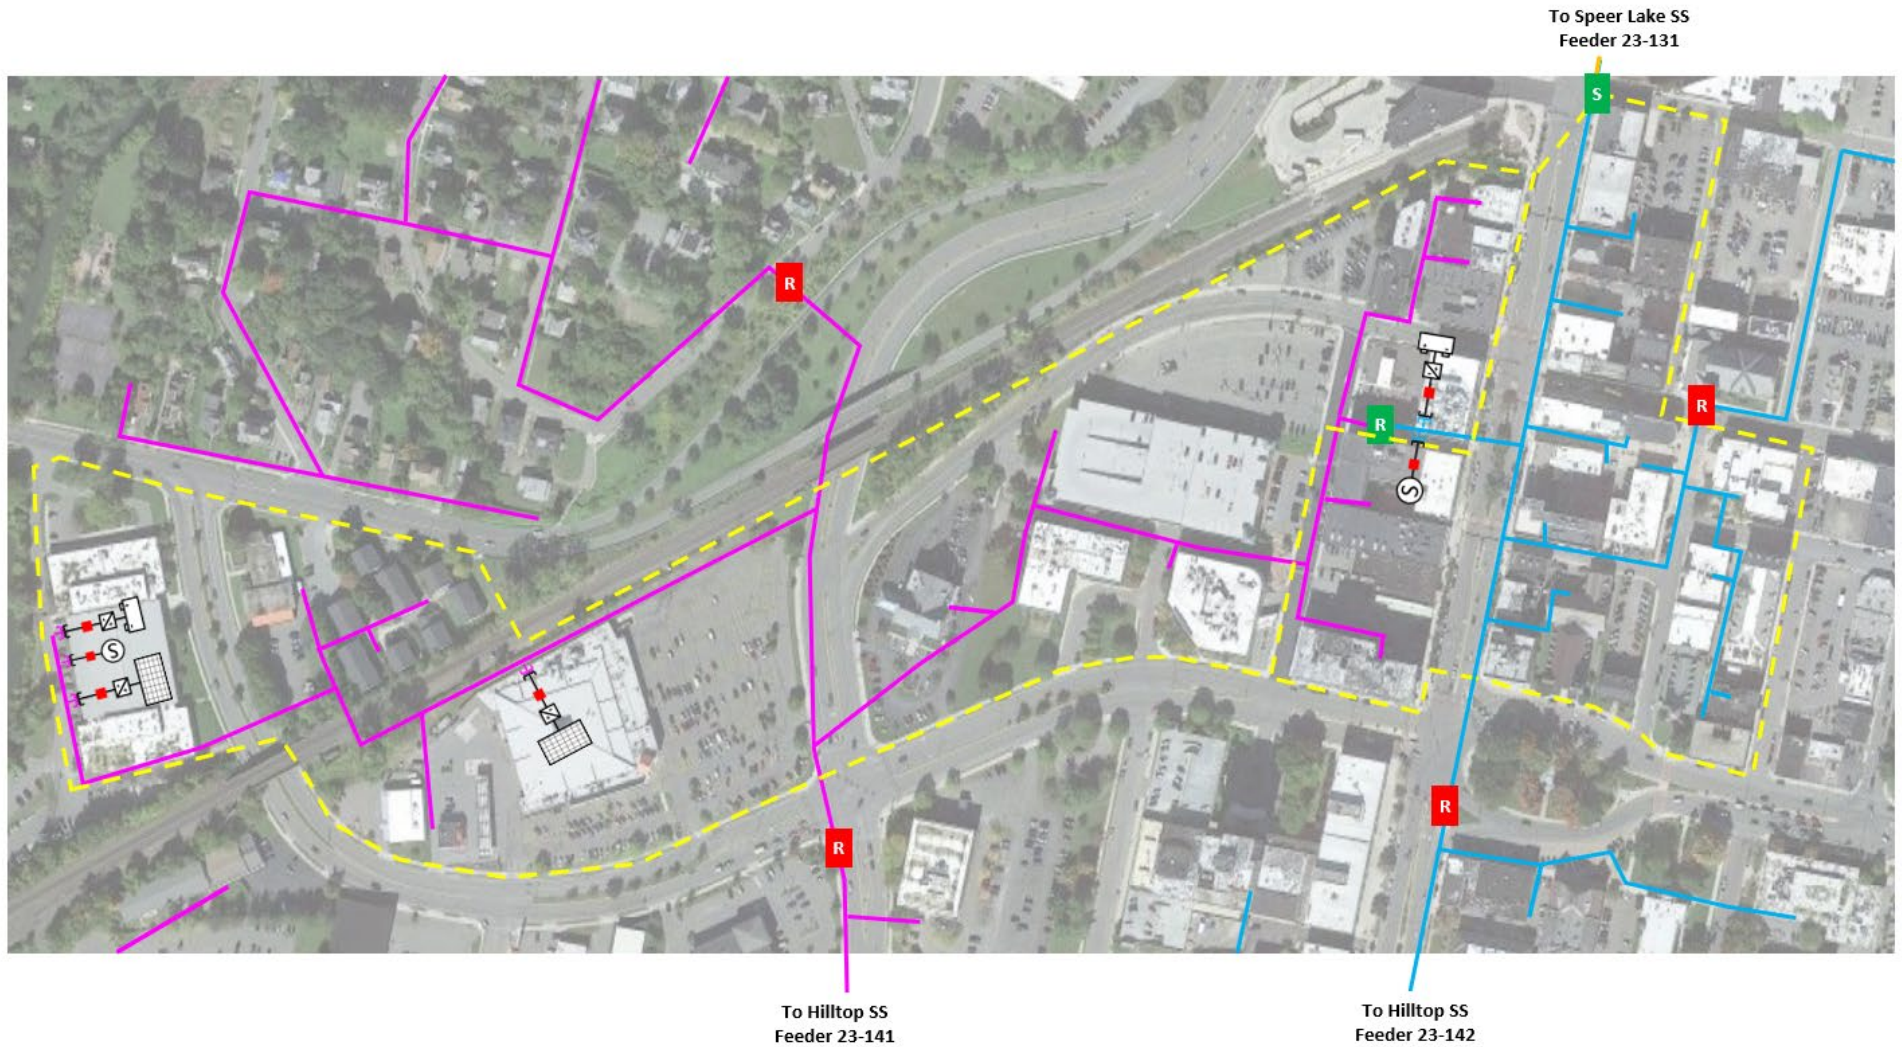 To Speer Lake SS
Feeder 23-131
S
R
R
R
S
S
R
R
To Hilltop SS
Feeder 23-141
To Hilltop SS
Feeder 23-142